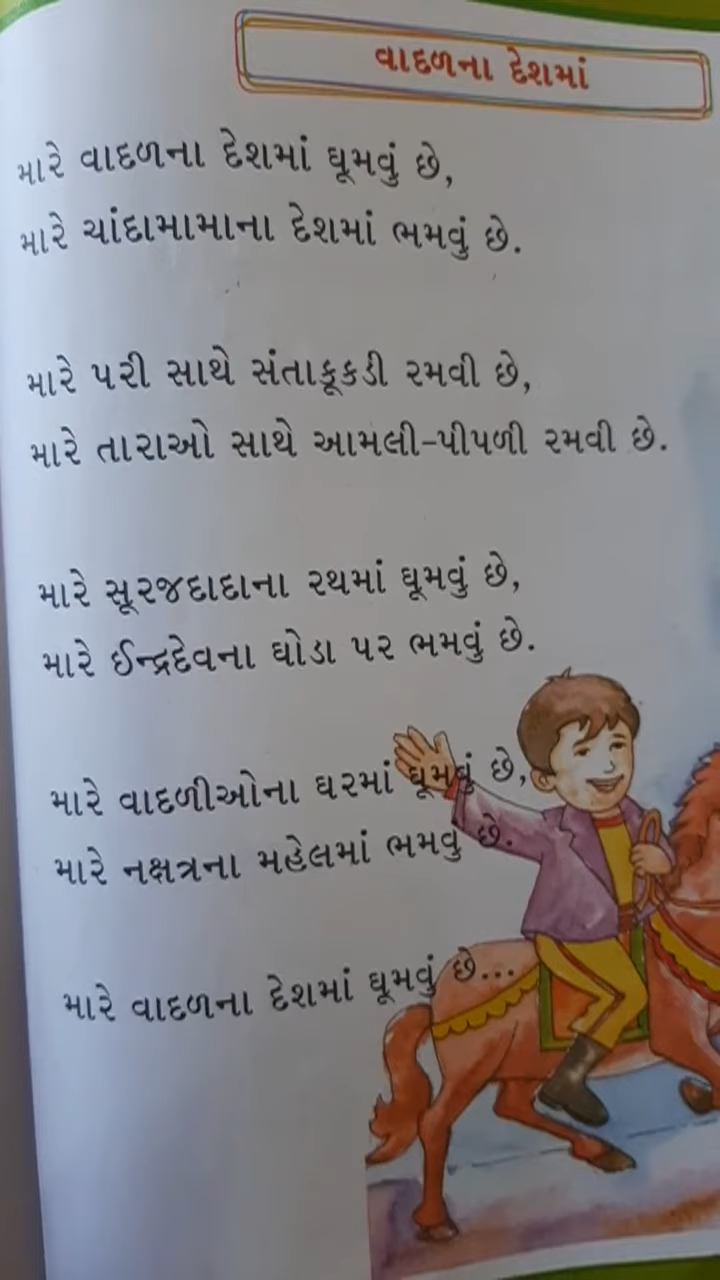 વાદળના દેશમાં
મારે વાદળના દેશમાં ઘૂમવું છે,
મારે ચાંદામામાના દેશમાં ભમવું છે.
મારે પરી સાથે સંતાકૂકડી રમવી છે,
મારે તારાઓ સાથે આમલી-પીપળી રમવી છે.
મારે સૂરજદાદાના રથમાં ઘૂમવું છે,
મારે ઈન્દ્રદેવના ઘોડા પર ભમવું છે.
મારે વાદળીઓના ઘરમાં ઘૂમવું છે,
મારે નક્ષત્રના મહેલમાં ભમવું છે.
મારે વાદળના દેશમાં ઘૂમવું છે...